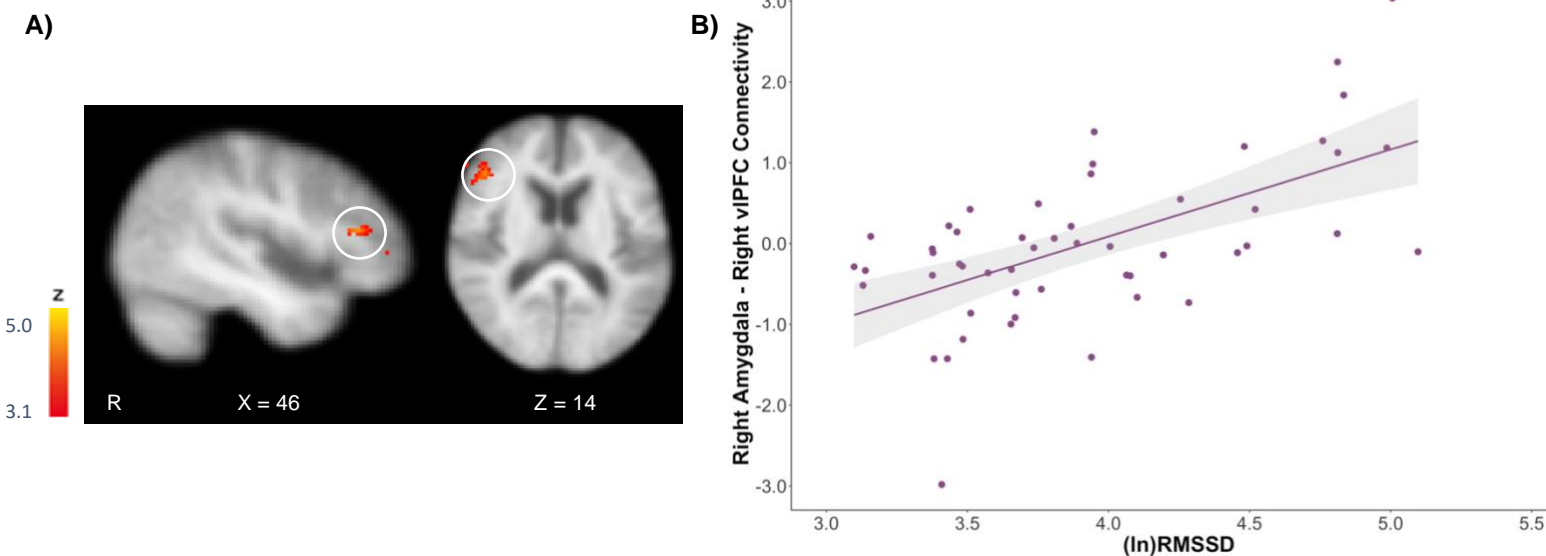 A)
z
5.0
3.1
R
X = 46
Z = 14
B)
Right Amygdala - Right vlPFC Connectivity
3.0
2.0
1.0
0.0
-1.0
-2.0
-3.0
3.0 3.5 4.0 4.5 5.0 5.5
(ln)RMSSD